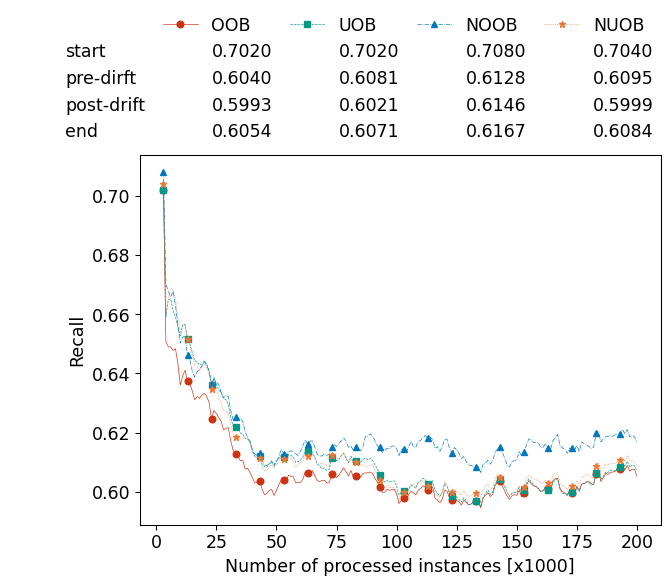 OOB UOB NOOB NUOB
start 0.7020 0.7020 0.7080 0.7040
pre-dirft 0.6040 0.6081 0.6128 0.6095
post-drift 0.5993 0.6021 0.6146 0.5999
end 0.6054 0.6071 0.6167 0.6084
0.70
0.68
0.66
0.64
0.62
0.60
Recall
0 25 50 75 100 125 150 175 200
Number of processed instances [x1000]